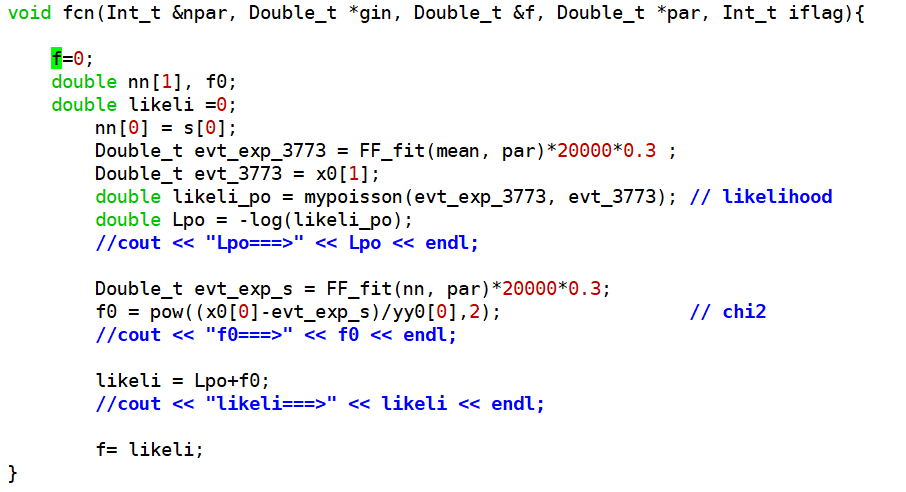 void fcn(Int_t &npar, Double_t *gin, Double_t &f, Double_t *par, Int_t iflag){
f=0;
double nn[1], f0;
double likeli =0;
nn[0] = s[0];
Double_t evt_exp_3773 = FF_fit(mean, par)*20000*0.3 ;
Double_t evt_3773 = x0[1];
double likeli_po = mypoisson(evt_exp_3773, evt_3773); // likelihood
double Lpo = -log(likeli_po);
//cout << "Lpo===>" << Lpo << endl;
Double_t evt_exp_s = FF_fit(nn, par)*20000*0.3;
f0 = pow((x0[0]-evt_exp_s)/yy0[0],2); // chi2
//cout << "f0===>" << f0 << endl;
likeli = Lpo+f0;
//cout << "likeli===>" << likeli << endl;
f= likeli;
}